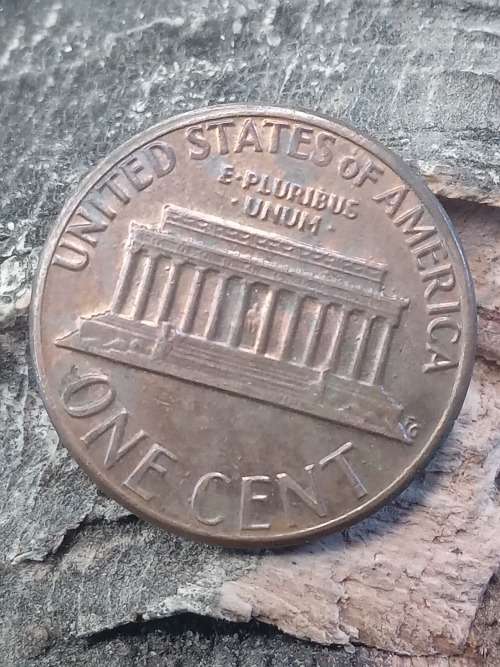 UNITED STATES OF AMERICA
E·PLURIBUS
·UNUM·
ONE CENT